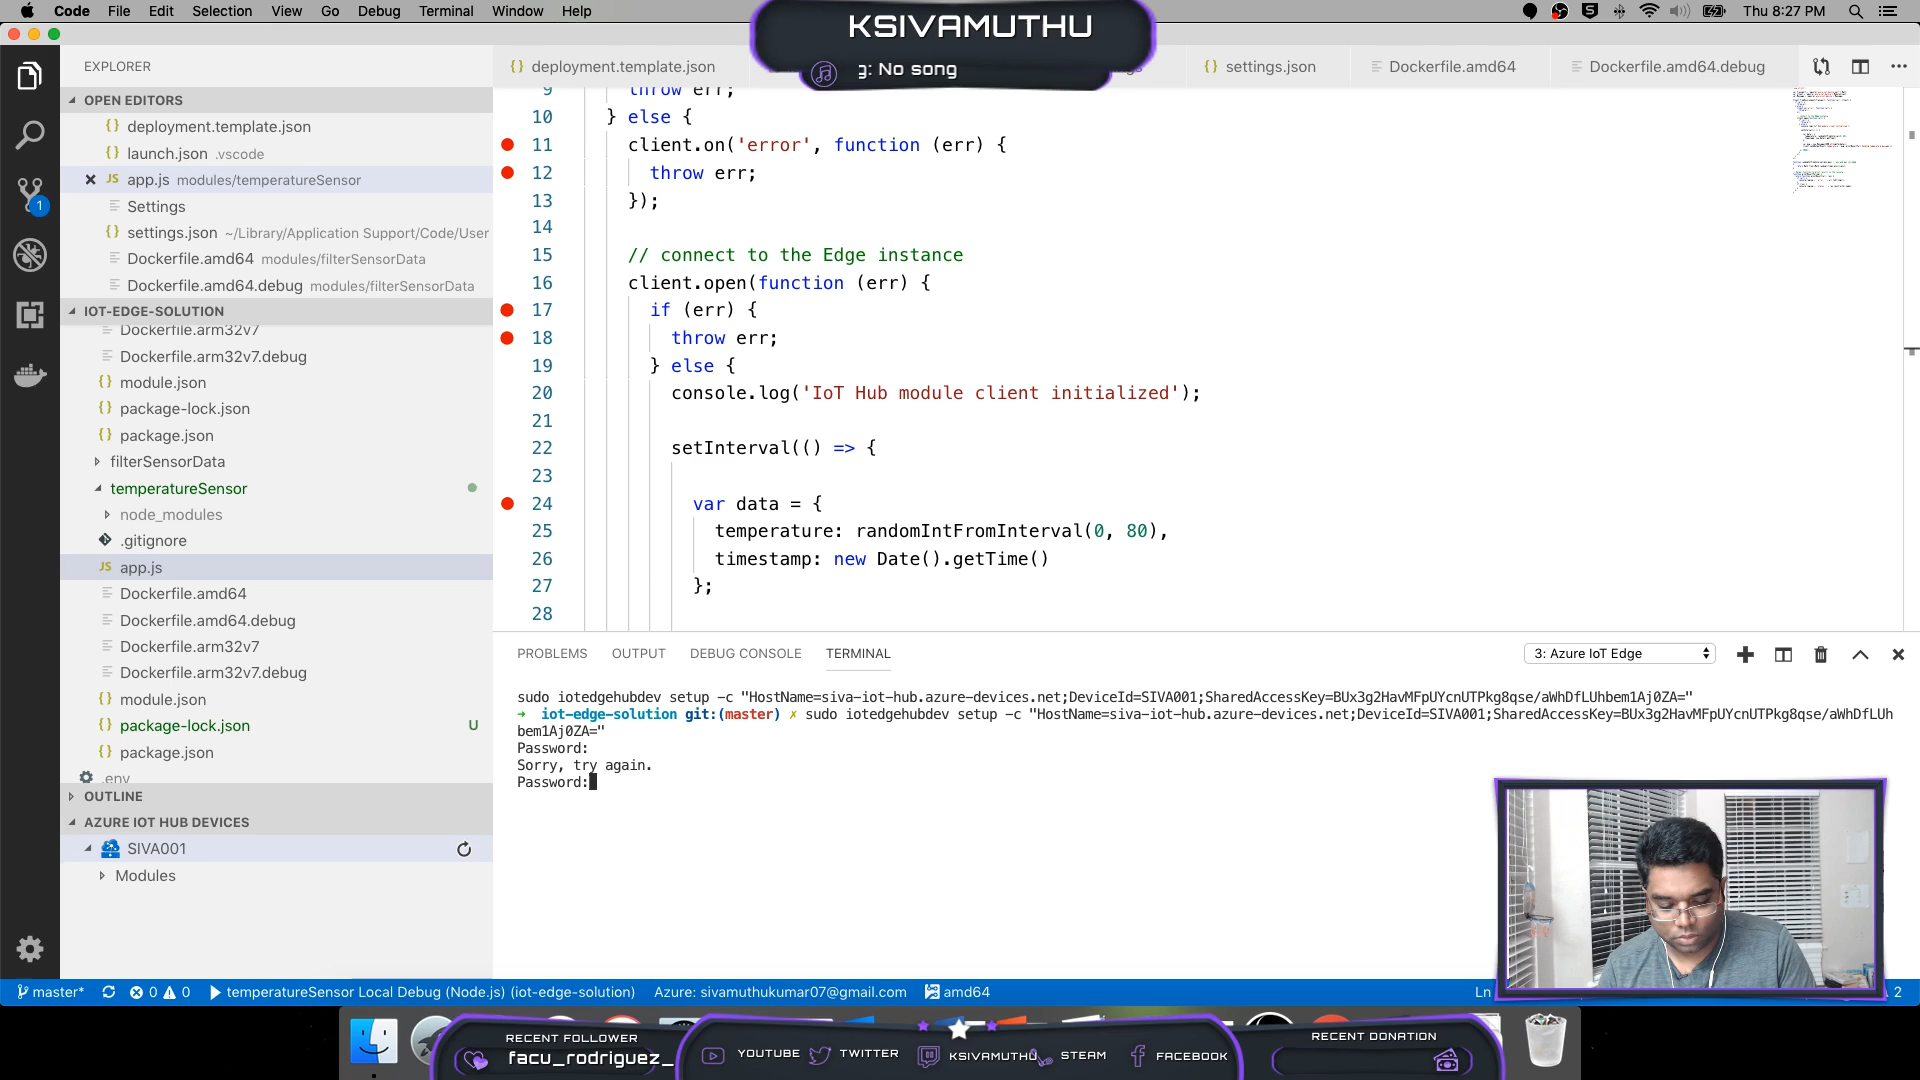 Code File Edit Selection View Go Debug Terminal Window Help
Thu 8:27 PM
KSIVAMUTHU
g: No song
EXPLORER
OPEN EDITORS
deployment.template.json
launch.json .vscode
app.js modules/temperatureSensor
Settings
settings.json ~/Library/Application Support/Code/User
Dockerfile.amd64 modules/filterSensorData
Dockerfile.amd64.debug modules/filterSensorData
IOT-EDGE-SOLUTION
Dockerfile.arm32v7
Dockerfile.arm32v7.debug
module.json
package-lock.json
package.json
filterSensorData
temperatureSensor
node_modules
.gitignore
app.js
Dockerfile.amd64
Dockerfile.amd64.debug
Dockerfile.arm32v7
Dockerfile.arm32v7.debug
module.json
package-lock.json U
package.json
.env
OUTLINE
AZURE IOT HUB DEVICES
SIVA001
Modules
1
deployment.template.json
settings.json
Dockerfile.amd64
Dockerfile.amd64.debug
9 throw err;
10 } else {
11 client.on('error', function (err) {
12 throw err;
13 });
14
15 // connect to the Edge instance
16 client.open(function (err) {
17 if (err) {
18 throw err;
19 } else {
20 console.log('IoT Hub module client initialized');
21
22 setInterval(() => {
23
24 var data = {
25 temperature: randomIntFromInterval(0, 80),
26 timestamp: new Date().getTime()
27 };
28
PROBLEMS OUTPUT DEBUG CONSOLE TERMINAL
3: Azure IoT Edge
sudo iotedgehubdev setup -c "HostName=siva-iot-hub.azure-devices.net;DeviceId=SIVA001;SharedAccessKey=BUx3g2HavMFpUYcnUTPkg8qse/aWhDfLUhbem1Aj0ZA="
→ iot-edge-solution git:(master) ✗ sudo iotedgehubdev setup -c "HostName=siva-iot-hub.azure-devices.net;DeviceId=SIVA001;SharedAccessKey=BUx3g2HavMFpUYcnUTPkg8qse/aWhDfLUh
bem1Aj0ZA="
Password:
Sorry, try again.
Password:
master* 0 0 temperatureSensor Local Debug (Node.js) (iot-edge-solution) Azure: sivamuthukumar07@gmail.com amd64 Ln 2
RECENT FOLLOWER
facu_rodriguez_
YOUTUBE TWITTER KSIVAMUTHU STEAM FACEBOOK
RECENT DONATION